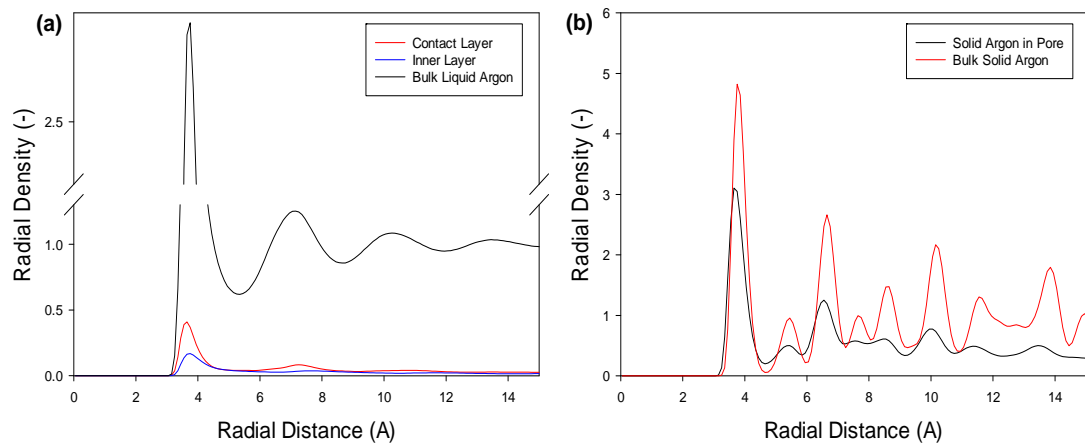 (a)
Contact Layer
Inner Layer
Bulk Liquid Argon
Radial Density (-)
2.5
1.0
0.5
0.0
0 2 4 6 8 10 12 14
Radial Distance (A)
(b)
Solid Argon in Pore
Bulk Solid Argon
Radial Density (-)
6
5
4
3
2
1
0
0 2 4 6 8 10 12 14
Radial Distance (A)